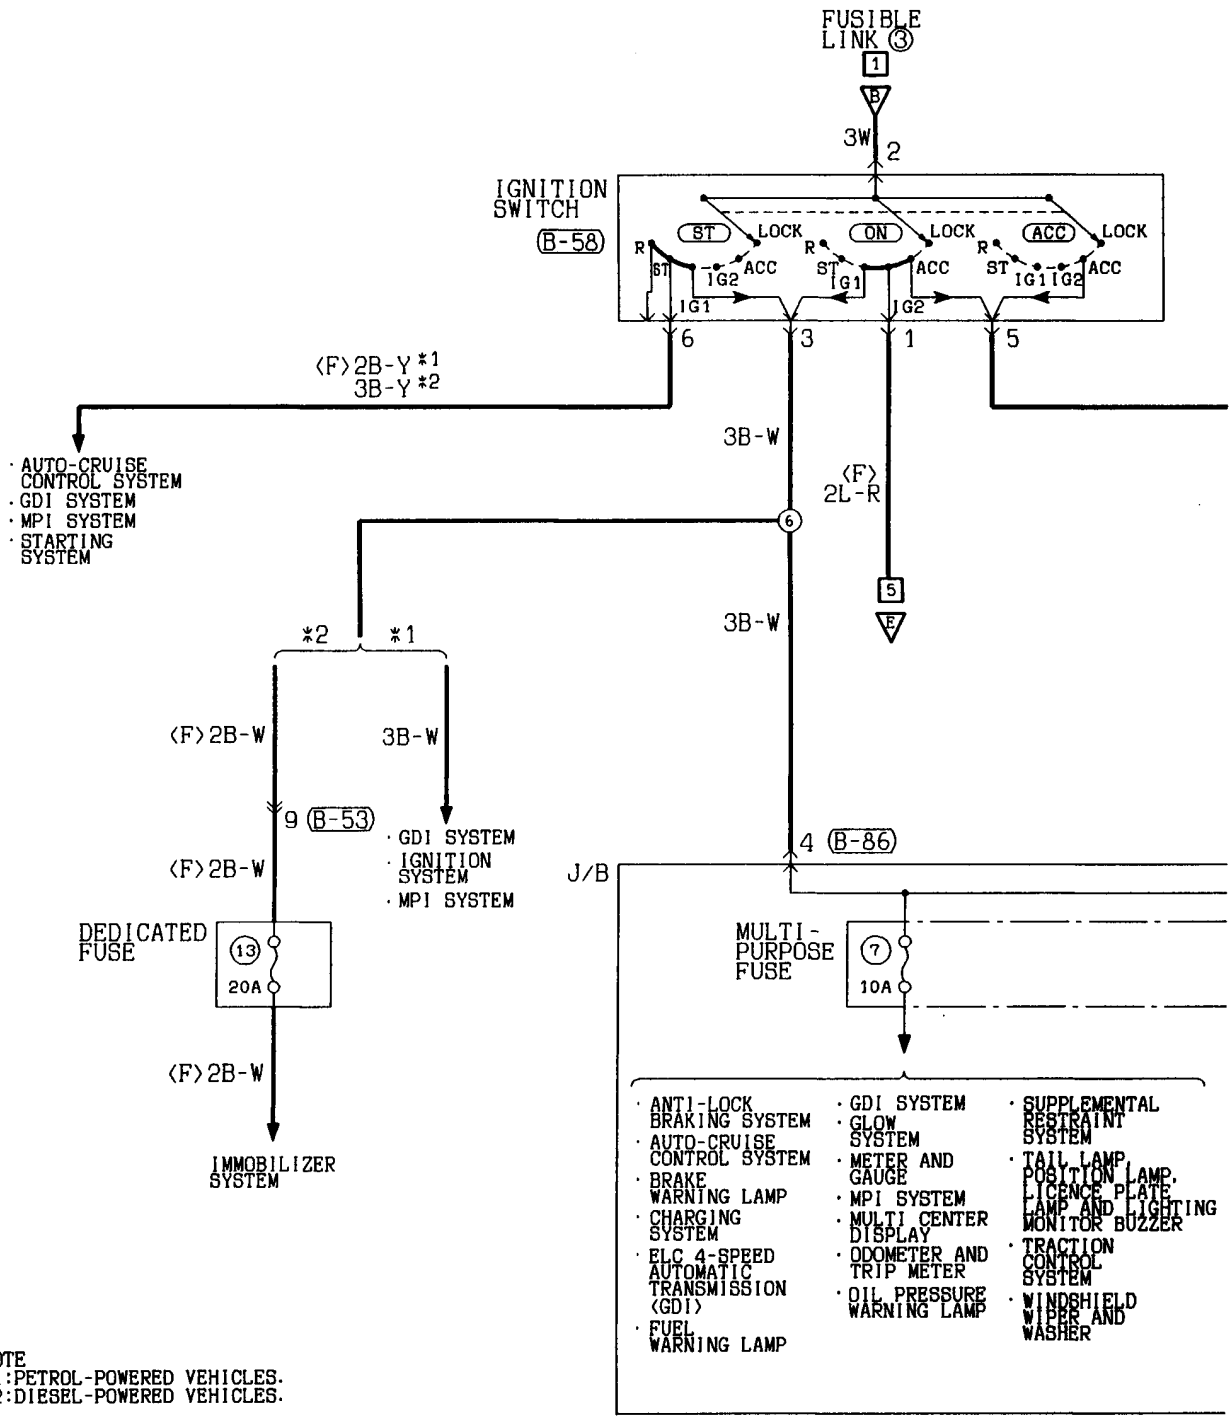 FUSIBLE
LINK ③
1
B
3W
2
IGNITION
SWITCH
B-58
ST
LOCK
R
ST
IG1
IG2
ACC
ON
LOCK
R
ST
IG1
IG2
ACC
ACC
LOCK
R
ST
IG1 IG2
ACC
6
3
1
5
<F>2B-Y *1
3B-Y *2
· AUTO-CRUISE
CONTROL SYSTEM
· GDI SYSTEM
· MPI SYSTEM
· STARTING
SYSTEM
3B-W
<F>
2L-R
6
5
E
3B-W
*2
*1
<F>2B-W
3B-W
9 B-53
<F>2B-W
· GDI SYSTEM
· IGNITION
SYSTEM
· MPI SYSTEM
DEDICATED
FUSE
13
20A
<F>2B-W
IMMOBILIZER
SYSTEM
4 B-86
J/B
MULTI-
PURPOSE
FUSE
7
10A
· ANTI-LOCK
BRAKING SYSTEM
· AUTO-CRUISE
CONTROL SYSTEM
· BRAKE
WARNING LAMP
· CHARGING
SYSTEM
· ELC 4-SPEED
AUTOMATIC
TRANSMISSION
<GDI>
· FUEL
WARNING LAMP
· GDI SYSTEM
· GLOW
SYSTEM
· METER AND
GAUGE
· MPI SYSTEM
· MULTI CENTER
DISPLAY
· ODOMETER AND
TRIP METER
· OIL PRESSURE
WARNING LAMP
· SUPPLEMENTAL
RESTRAINT
SYSTEM
· TAIL LAMP,
POSITION LAMP,
LICENCE PLATE
LAMP AND LIGHTING
MONITOR BUZZER
· TRACTION
CONTROL
SYSTEM
· WINDSHIELD
WIPER AND
WASHER
OTE
:PETROL-POWERED VEHICLES.
:DIESEL-POWERED VEHICLES.